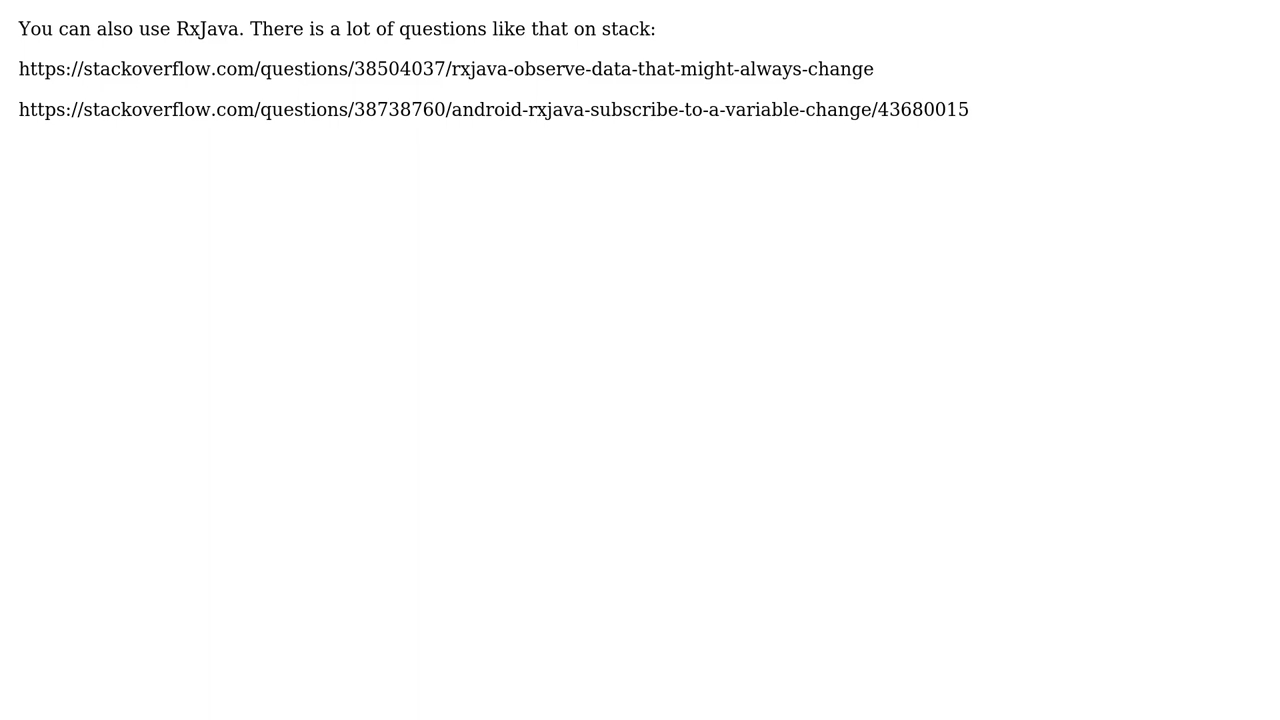 You can also use RxJava. There is a lot of questions like that on stack:
https://stackoverflow.com/questions/38504037/rxjava-observe-data-that-might-always-change
https://stackoverflow.com/questions/38738760/android-rxjava-subscribe-to-a-variable-change/43680015